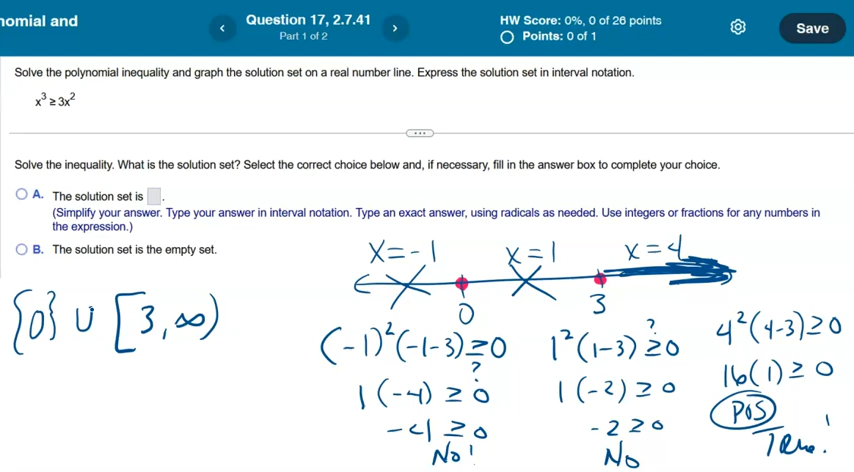 nomial and
Question 17, 2.7.41
Part 1 of 2
HW Score: 0%, 0 of 26 points
Points: 0 of 1
Save
Solve the polynomial inequality and graph the solution set on a real number line. Express the solution set in interval notation.
x³ ≥ 3x²
Solve the inequality. What is the solution set? Select the correct choice below and, if necessary, fill in the answer box to complete your choice.
A. The solution set is .
(Simplify your answer. Type your answer in interval notation. Type an exact answer, using radicals as needed. Use integers or fractions for any numbers in
the expression.)
B. The solution set is the empty set.
x=-1 x=1 x=4
0 3
{0} ∪ [3, ∞)
(-1)²(-1-3) ≥ 0
?
1(-4) ≥ 0
-4 ≥ 0
No!
?
1²(1-3) ≥ 0
1(-2) ≥ 0
-2 ≥ 0
No
4²(4-3) ≥ 0
16(1) ≥ 0
POS
True!